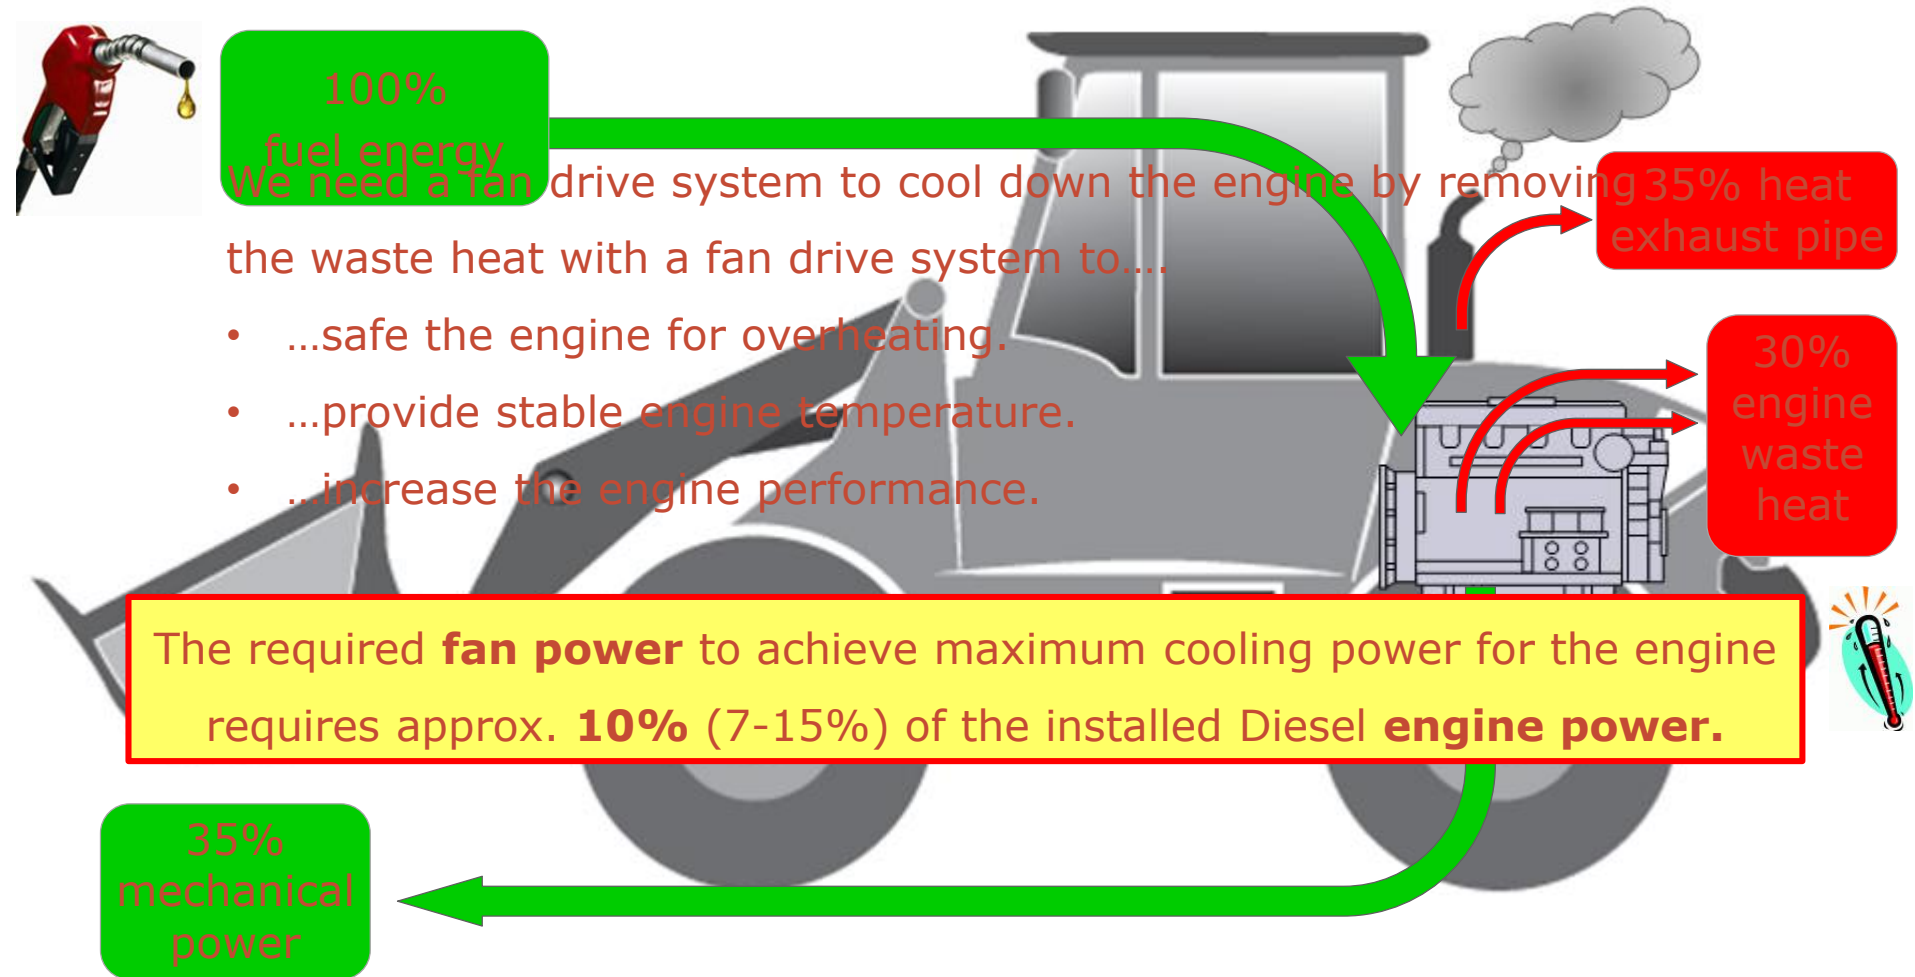 100%
fuel energy
We need a fan drive system to cool down the engine by removing
the waste heat with a fan drive system to….
• …safe the engine for overheating.
• …provide stable engine temperature.
• …increase the engine performance.
35% heat
exhaust pipe
30%
engine
waste
heat
The required fan power to achieve maximum cooling power for the engine
requires approx. 10% (7-15%) of the installed Diesel engine power.
35%
mechanical
power